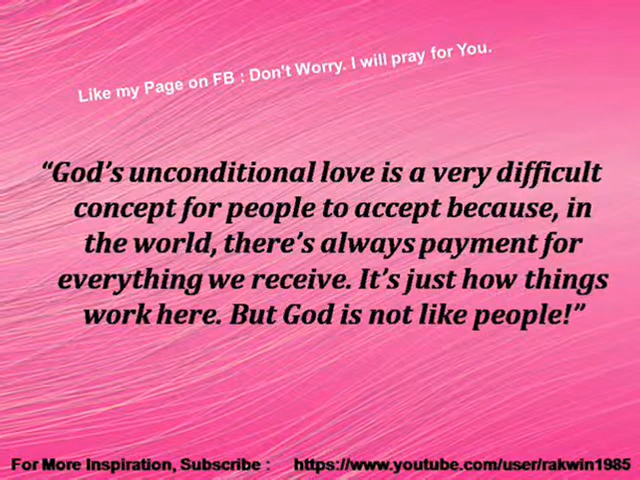 Like my Page on FB : Don't Worry. I will pray for You.
“God’s unconditional love is a very difficult
concept for people to accept because, in
the world, there’s always payment for
everything we receive. It’s just how things
work here. But God is not like people!”
For More Inspiration, Subscribe : https://www.youtube.com/user/rakwin1985